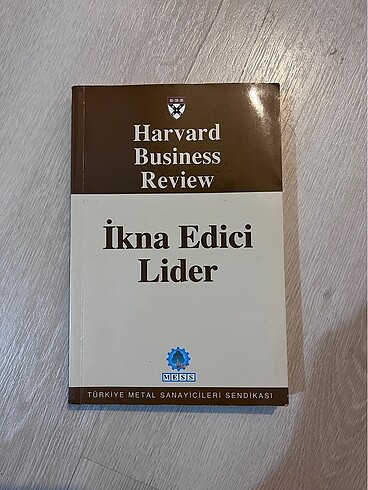 Harvard
Business
Review
İkna Edici
Lider
MESS
TÜRKİYE METAL SANAYİCİLERİ SENDİKASI